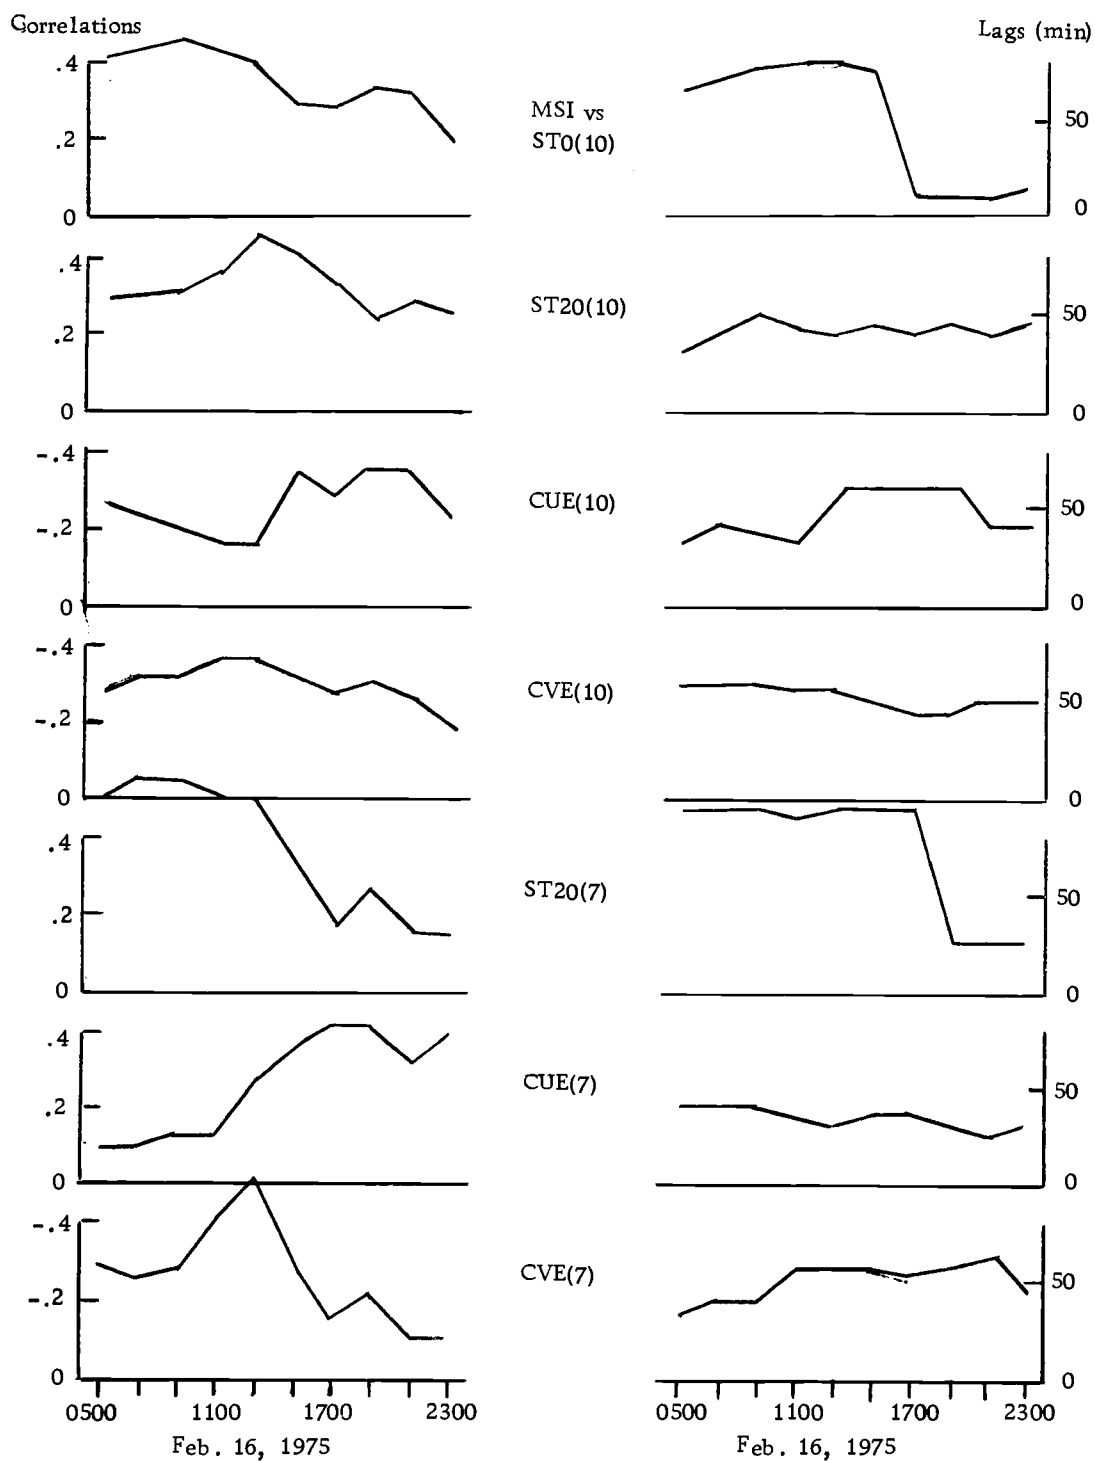 Correlations
Lags (min)
.4
.2
0
MSI vs
ST0(10)
50
0
.4
.2
0
ST20(10)
50
0
-.4
-.2
0
CUE(10)
50
0
-.4
-.2
0
CVE(10)
50
0
.4
.2
0
ST20(7)
50
0
.4
.2
0
CUE(7)
50
0
-.4
-.2
0
CVE(7)
50
0
0500 1100 1700 2300
Feb. 16, 1975
0500 1100 1700 2300
Feb. 16, 1975